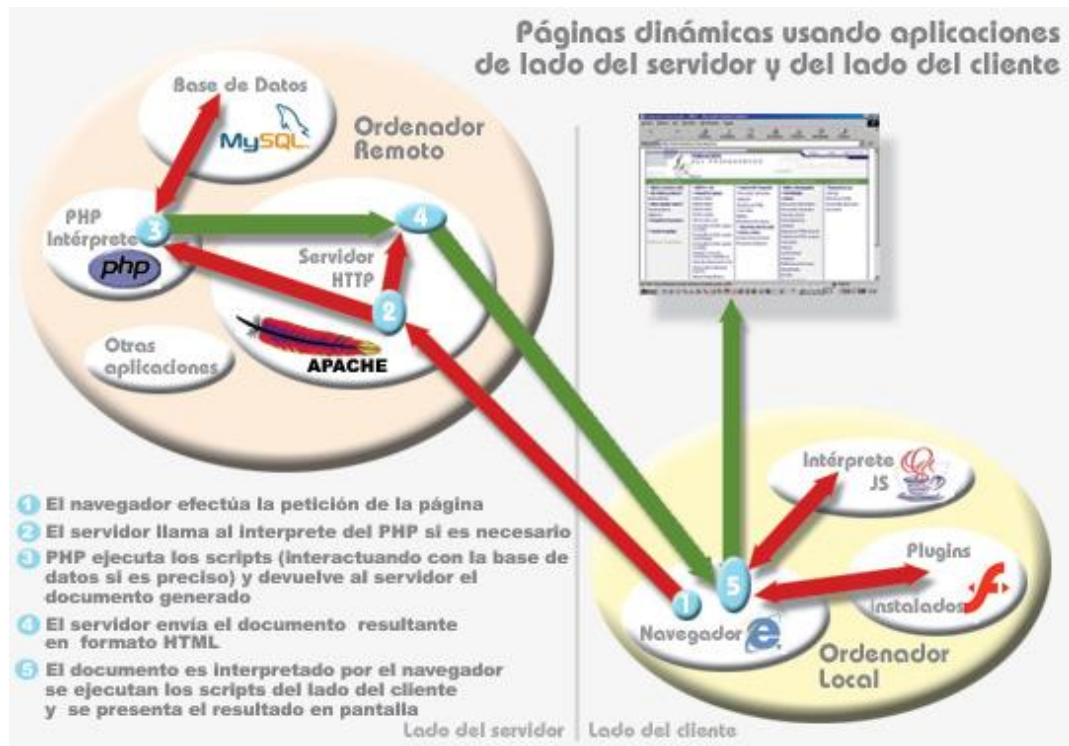 Páginas dinámicas usando aplicaciones
de lado del servidor y del lado del cliente
Base de Datos
MySQL
Ordenador
Remoto
PHP
Intérprete
3
php
4
Servidor
HTTP
2
APACHE
Otras
aplicaciones
Intérprete
JS
Plugins
Instalados
1
5
Navegador
Ordenador
Local
1 El navegador efectúa la petición de la página
2 El servidor llama al interprete del PHP si es necesario
3 PHP ejecuta los scripts (interactuando con la base de
datos si es preciso) y devuelve al servidor el
documento generado
4 El servidor envía el documento resultante
en formato HTML
5 El documento es interpretado por el navegador
se ejecutan los scripts del lado del cliente
y se presenta el resultado en pantalla
Lado del servidor
Lado del cliente